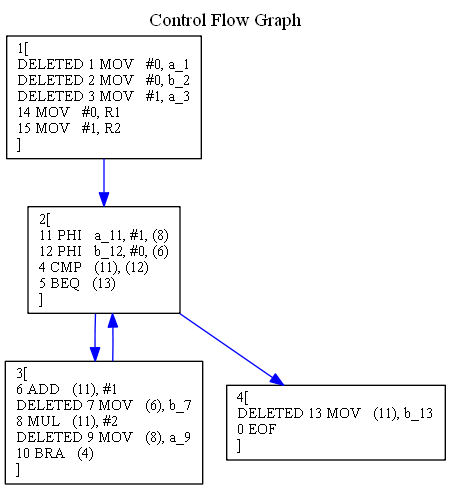 Control Flow Graph
1[
DELETED 1 MOV #0, a_1
DELETED 2 MOV #0, b_2
DELETED 3 MOV #1, a_3
14 MOV #0, R1
15 MOV #1, R2
]
2[
11 PHI a_11, #1, (8)
12 PHI b_12, #0, (6)
4 CMP (11), (12)
5 BEQ (13)
]
3[
6 ADD (11), #1
DELETED 7 MOV (6), b_7
8 MUL (11), #2
DELETED 9 MOV (8), a_9
10 BRA (4)
]
4[
DELETED 13 MOV (11), b_13
0 EOF
]